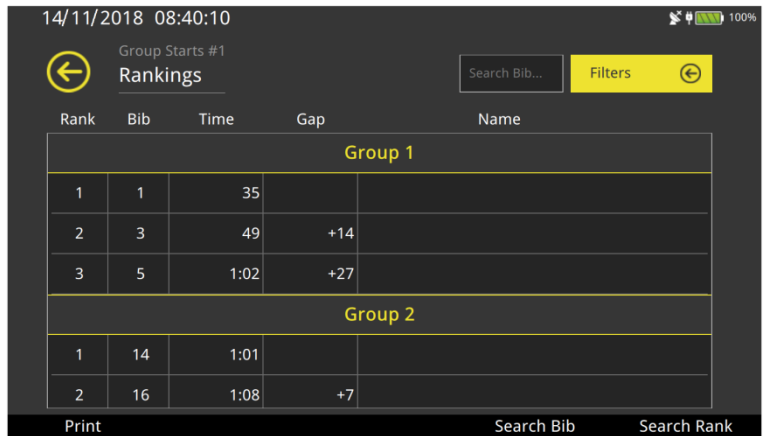 14/11/2018 08:40:10 100%
Group Starts #1
Rankings
Search Bib... Filters
Rank Bib Time Gap Name
Group 1
1 1 35
2 3 49 +14
3 5 1:02 +27
Group 2
1 14 1:01
2 16 1:08 +7
Print Search Bib Search Rank